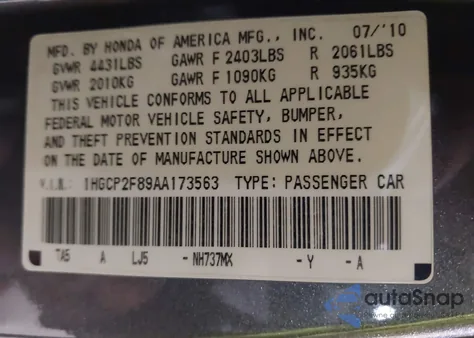 MFD. BY HONDA OF AMERICA MFG., INC. 07/'10
GVWR 4431LBS GAWR F 2403LBS R 2061LBS
GVWR 2010KG GAWR F 1090KG R 935KG
THIS VEHICLE CONFORMS TO ALL APPLICABLE
FEDERAL MOTOR VEHICLE SAFETY, BUMPER,
AND THEFT PREVENTION STANDARDS IN EFFECT
ON THE DATE OF MANUFACTURE SHOWN ABOVE.
V.I.N.: 1HGCP2F89AA173563 TYPE: PASSENGER CAR
TA5 A LJ5 - NH737MX - Y - A
autoSnap